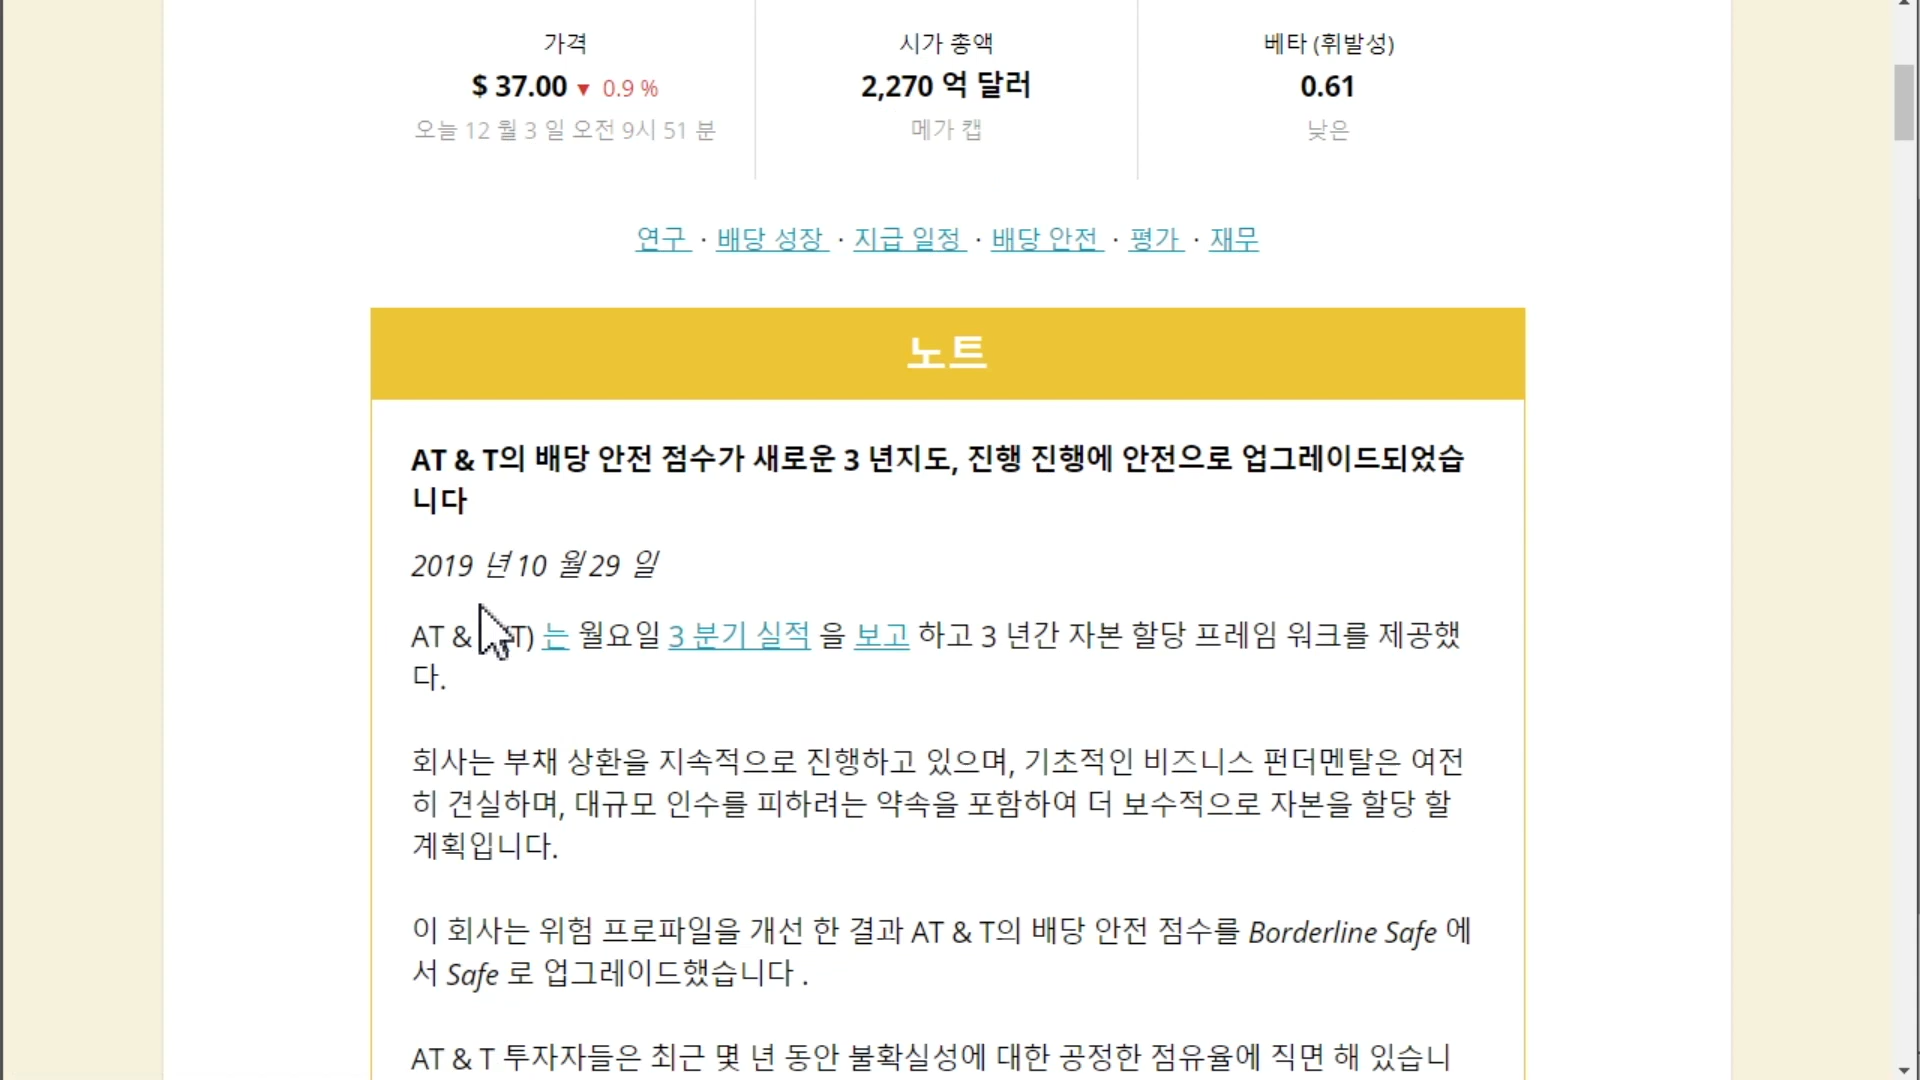 가격
$ 37.00 ▼ 0.9 %
오늘 12 월 3 일 오전 9시 51 분
시가 총액
2,270 억 달러
메가 캡
베타 (휘발성)
0.61
낮은
연구 · 배당 성장 · 지급 일정 · 배당 안전 · 평가 · 재무
노트
AT & T의 배당 안전 점수가 새로운 3 년지도, 진행 진행에 안전으로 업그레이드되었습
니다
2019 년 10 월 29 일
AT & T) 는 월요일 3 분기 실적 을 보고 하고 3 년간 자본 할당 프레임 워크를 제공했
다.
회사는 부채 상환을 지속적으로 진행하고 있으며, 기초적인 비즈니스 펀더멘탈은 여전
히 견실하며, 대규모 인수를 피하려는 약속을 포함하여 더 보수적으로 자본을 할당 할
계획입니다.
이 회사는 위험 프로파일을 개선 한 결과 AT & T의 배당 안전 점수를 Borderline Safe 에
서 Safe 로 업그레이드했습니다 .
AT & T 투자자들은 최근 몇 년 동안 불확실성에 대한 공정한 점유율에 직면 해 있습니